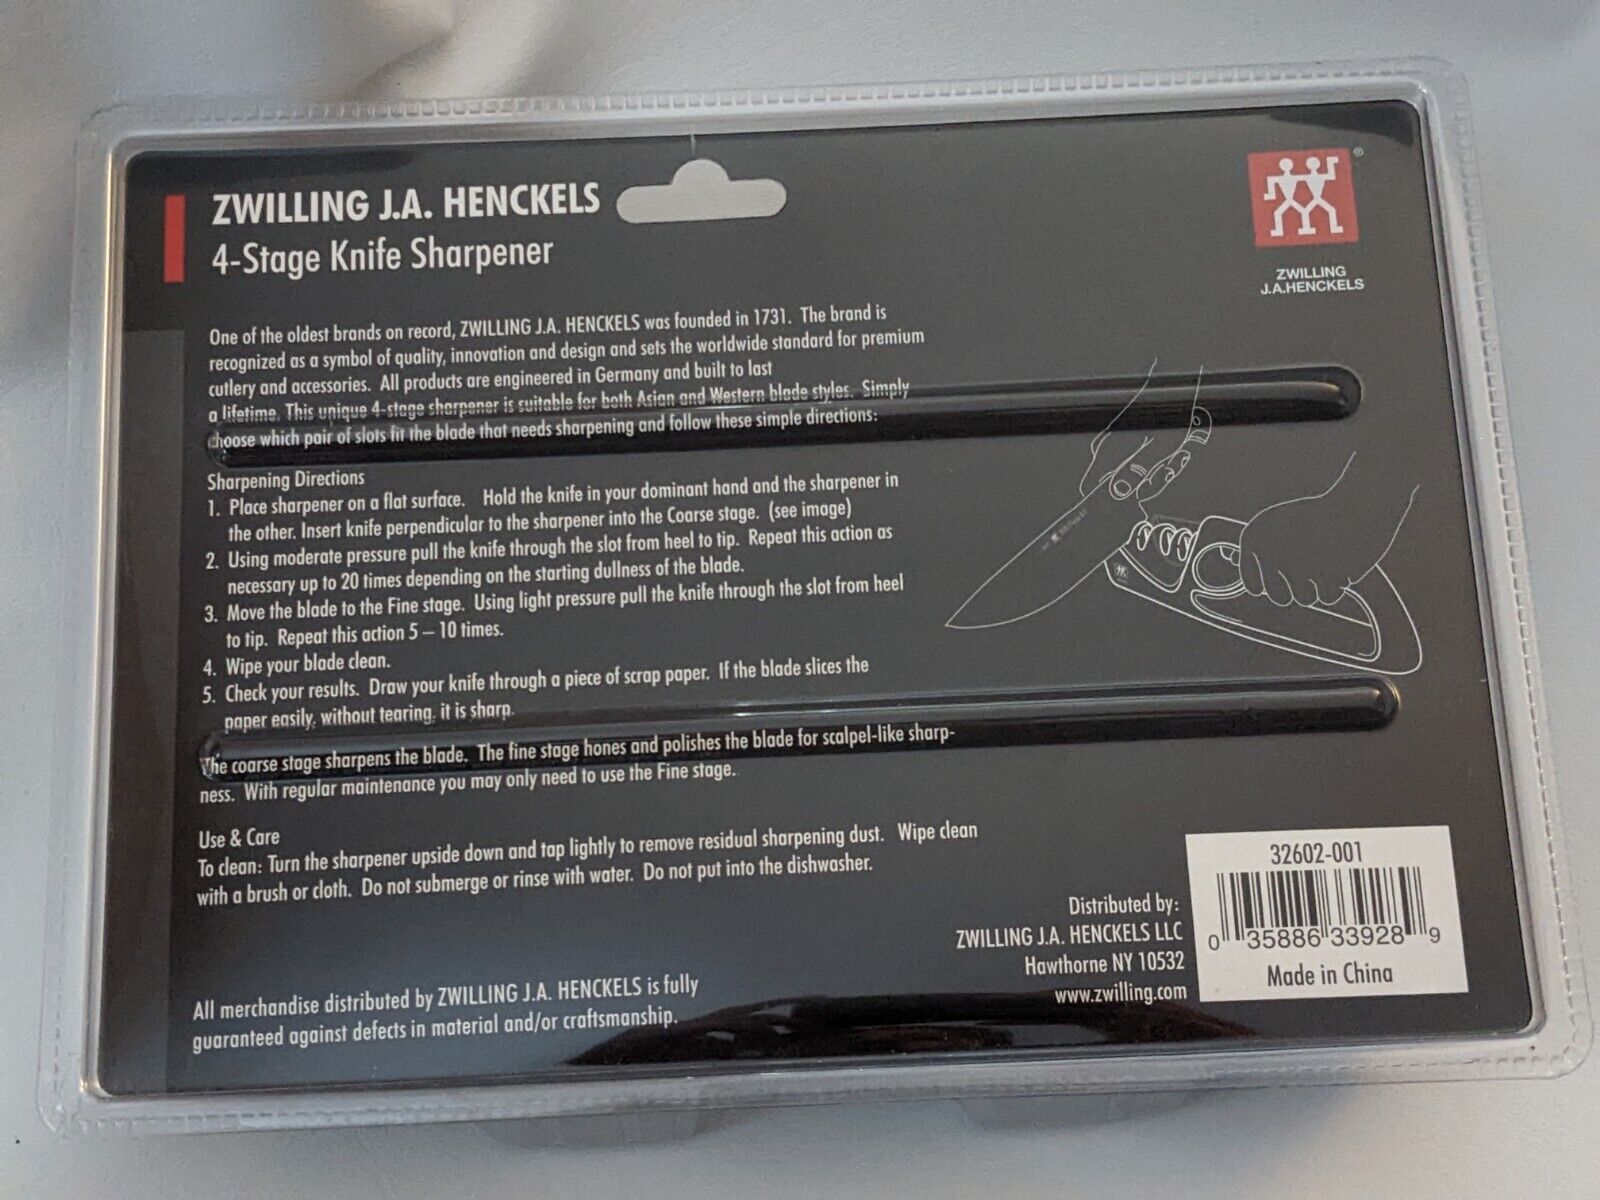 ZWILLING J.A. HENCKELS
4-Stage Knife Sharpener
®
ZWILLING
J.A.HENCKELS
One of the oldest brands on record, ZWILLING J.A. HENCKELS was founded in 1731. The brand is
recognized as a symbol of quality, innovation and design and sets the worldwide standard for premium
cutlery and accessories. All products are engineered in Germany and built to last
a lifetime. This unique 4-stage sharpener is suitable for both Asian and Western blade styles. Simply
choose which pair of slots fit the blade that needs sharpening and follow these simple directions:
Sharpening Directions
1. Place sharpener on a flat surface. Hold the knife in your dominant hand and the sharpener in
the other. Insert knife perpendicular to the sharpener into the Coarse stage. (see image)
2. Using moderate pressure pull the knife through the slot from heel to tip. Repeat this action as
necessary up to 20 times depending on the starting dullness of the blade.
3. Move the blade to the Fine stage. Using light pressure pull the knife through the slot from heel
to tip. Repeat this action 5 – 10 times.
4. Wipe your blade clean.
5. Check your results. Draw your knife through a piece of scrap paper. If the blade slices the
paper easily, without tearing, it is sharp.
The coarse stage sharpens the blade. The fine stage hones and polishes the blade for scalpel-like sharp-
ness. With regular maintenance you may only need to use the Fine stage.
Use & Care
To clean: Turn the sharpener upside down and tap lightly to remove residual sharpening dust. Wipe clean
with a brush or cloth. Do not submerge or rinse with water. Do not put into the dishwasher.
All merchandise distributed by ZWILLING J.A. HENCKELS is fully
guaranteed against defects in material and/or craftsmanship.
Distributed by:
ZWILLING J.A. HENCKELS LLC
Hawthorne NY 10532
www.zwilling.com
32602-001
0 35886 33928 9
Made in China